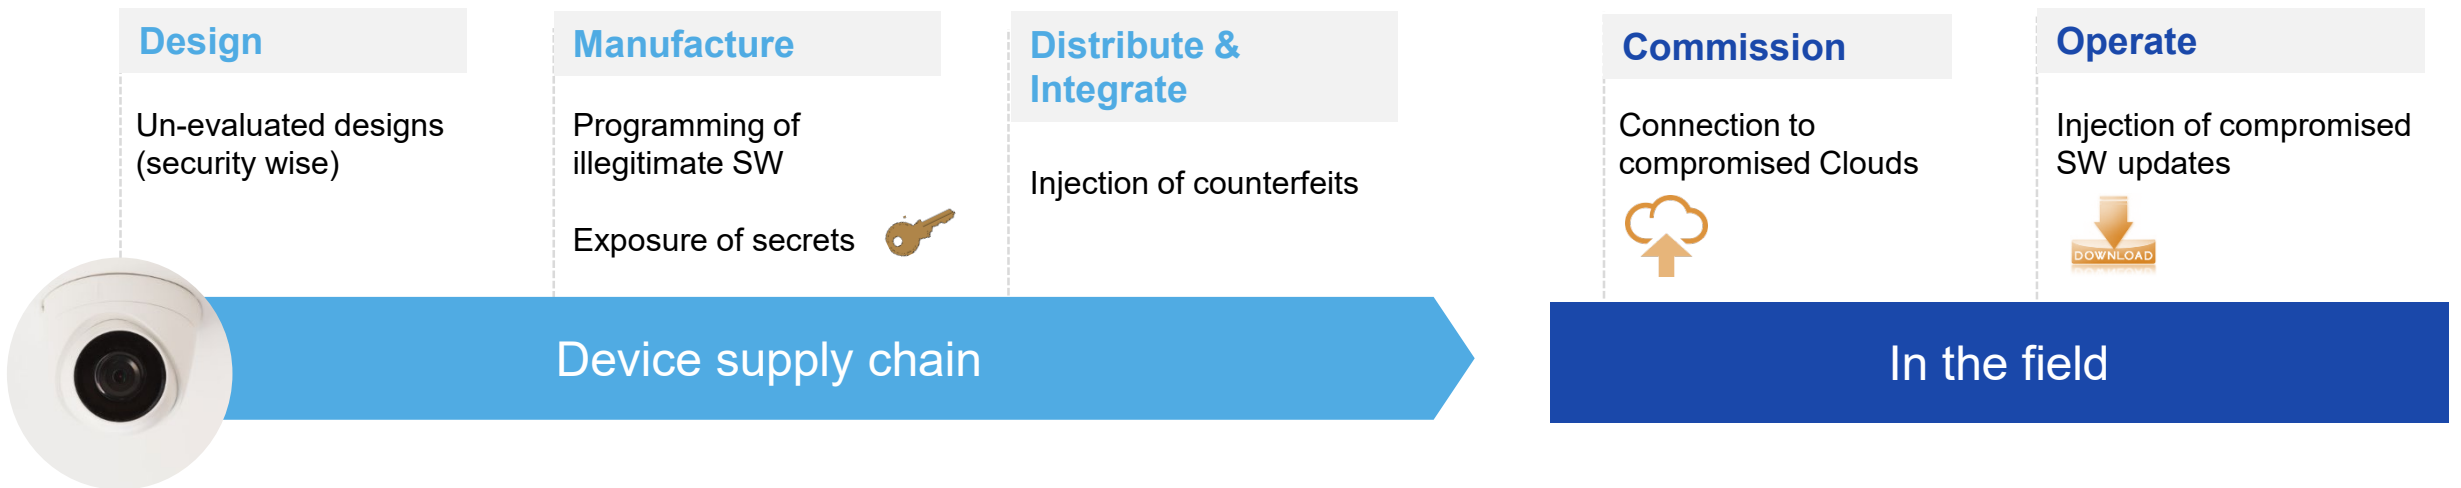 Design
Un-evaluated designs
(security wise)
Manufacture
Programming of
illegitimate SW
Exposure of secrets
Distribute &
Integrate
Injection of counterfeits
Commission
Connection to
compromised Clouds
Operate
Injection of compromised
SW updates
DOWNLOAD
Device supply chain
In the field